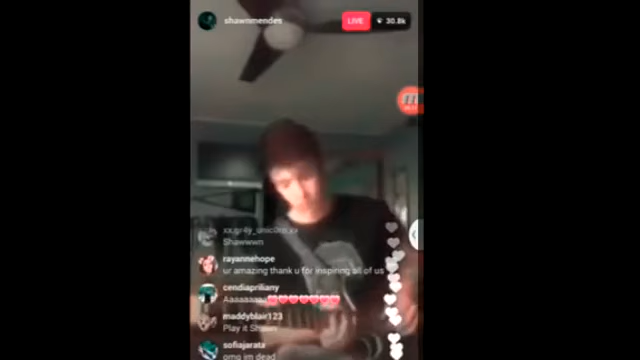 shawnmendes
LIVE 30.8k
Shawwwn
rayannehope
ur amazing thank u for inspiring all of us
cendiapriliany
Aaaaaaaaa💗💗💗💗💗💗💗
maddyblair123
Play it Shawn
sofiajarata
omg im dead